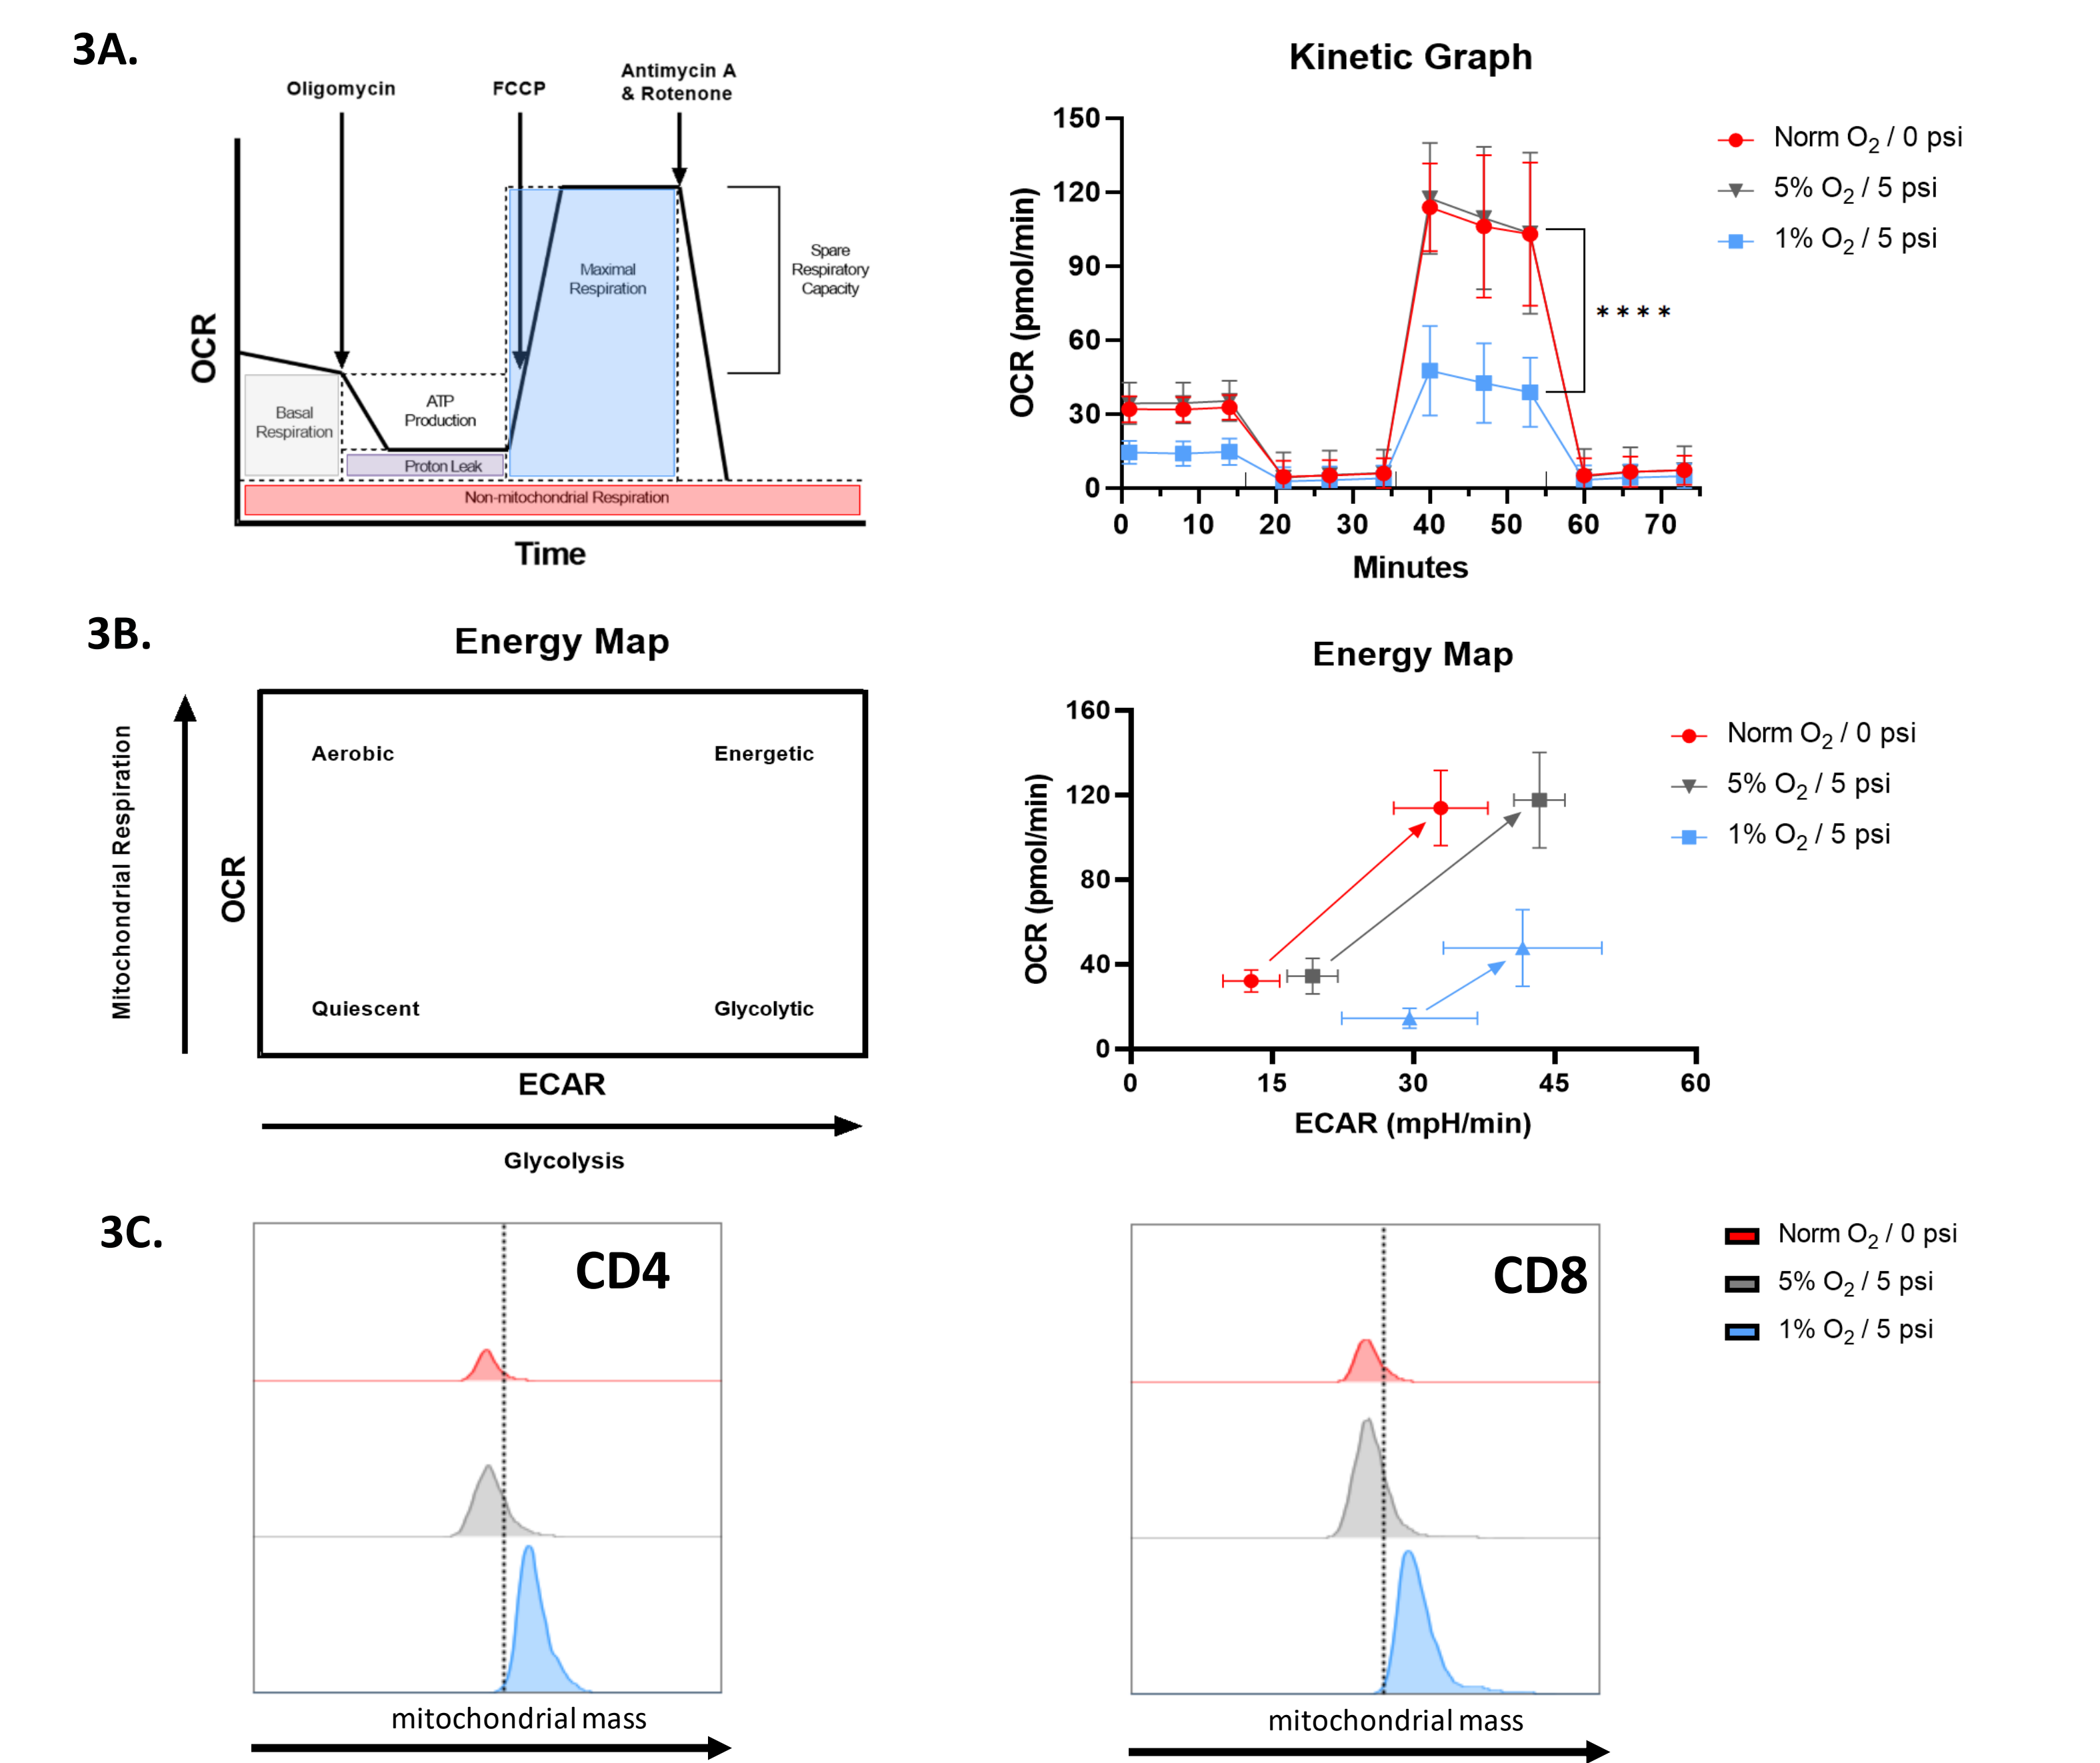 3A.
Oligomycin
FCCP
Antimycin A
& Rotenone
OCR
Basal
Respiration
ATP
Production
Proton Leak
Maximal
Respiration
Spare
Respiratory
Capacity
Non-mitochondrial Respiration
Time
Kinetic Graph
OCR (pmol/min)
150
120
90
60
30
0
0 10 20 30 40 50 60 70
Minutes
****
Norm O2 / 0 psi
5% O2 / 5 psi
1% O2 / 5 psi
3B.
Energy Map
Mitochondrial Respiration
OCR
Aerobic
Energetic
Quiescent
Glycolytic
ECAR
Glycolysis
Energy Map
OCR (pmol/min)
160
120
80
40
0
0 15 30 45 60
ECAR (mpH/min)
Norm O2 / 0 psi
5% O2 / 5 psi
1% O2 / 5 psi
3C.
CD4
mitochondrial mass
CD8
mitochondrial mass
Norm O2 / 0 psi
5% O2 / 5 psi
1% O2 / 5 psi